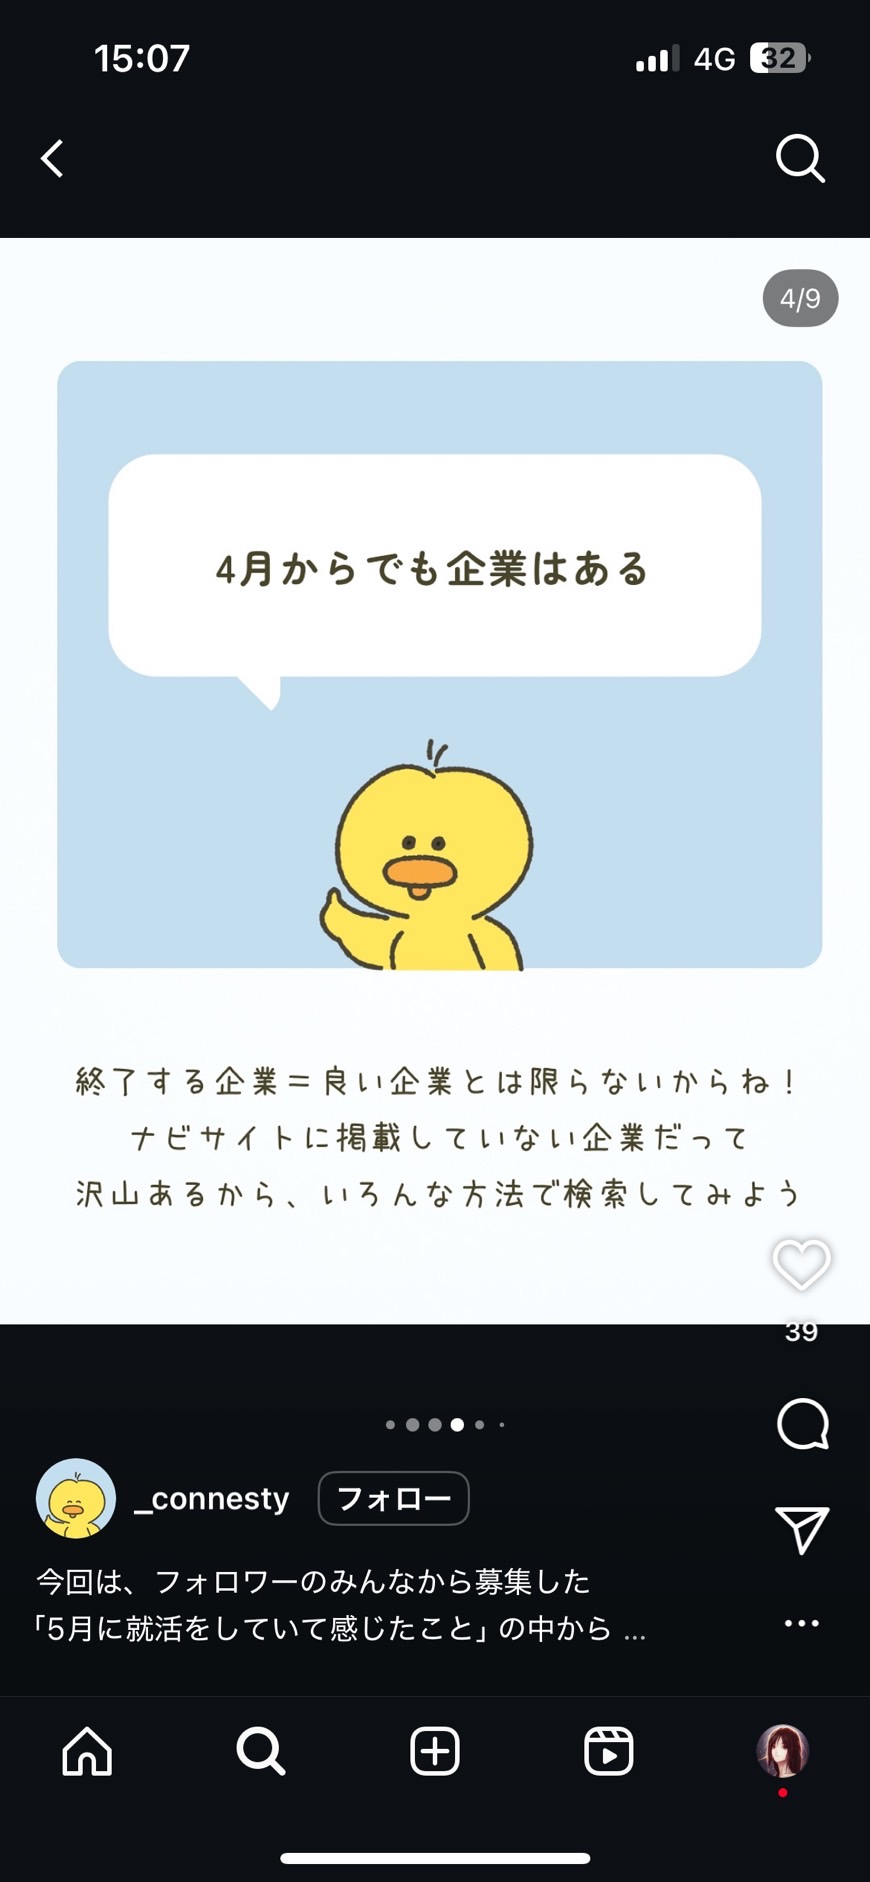 15:07
4G
32
4/9
4月からでも企業はある
終了する企業=良い企業とは限らないからね!
ナビサイトに掲載していない企業だって
沢山あるから、いろんな方法で検索してみよう
39
_connesty
フォロー
今回は、フォロワーのみんなから募集した
「5月に就活をしていて感じたこと」の中から ...